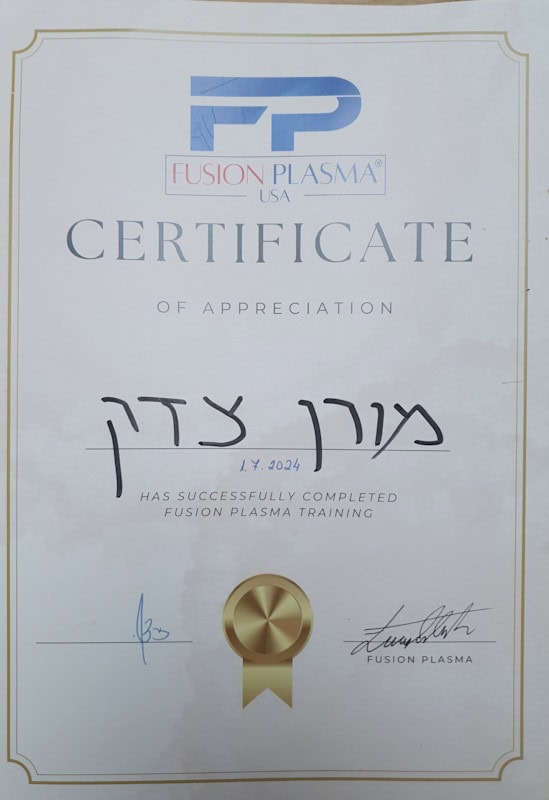 FP
FUSION PLASMA®
USA
CERTIFICATE
OF APPRECIATION
מורן צדק
1.7.2024
HAS SUCCESSFULLY COMPLETED
FUSION PLASMA TRAINING
FUSION PLASMA